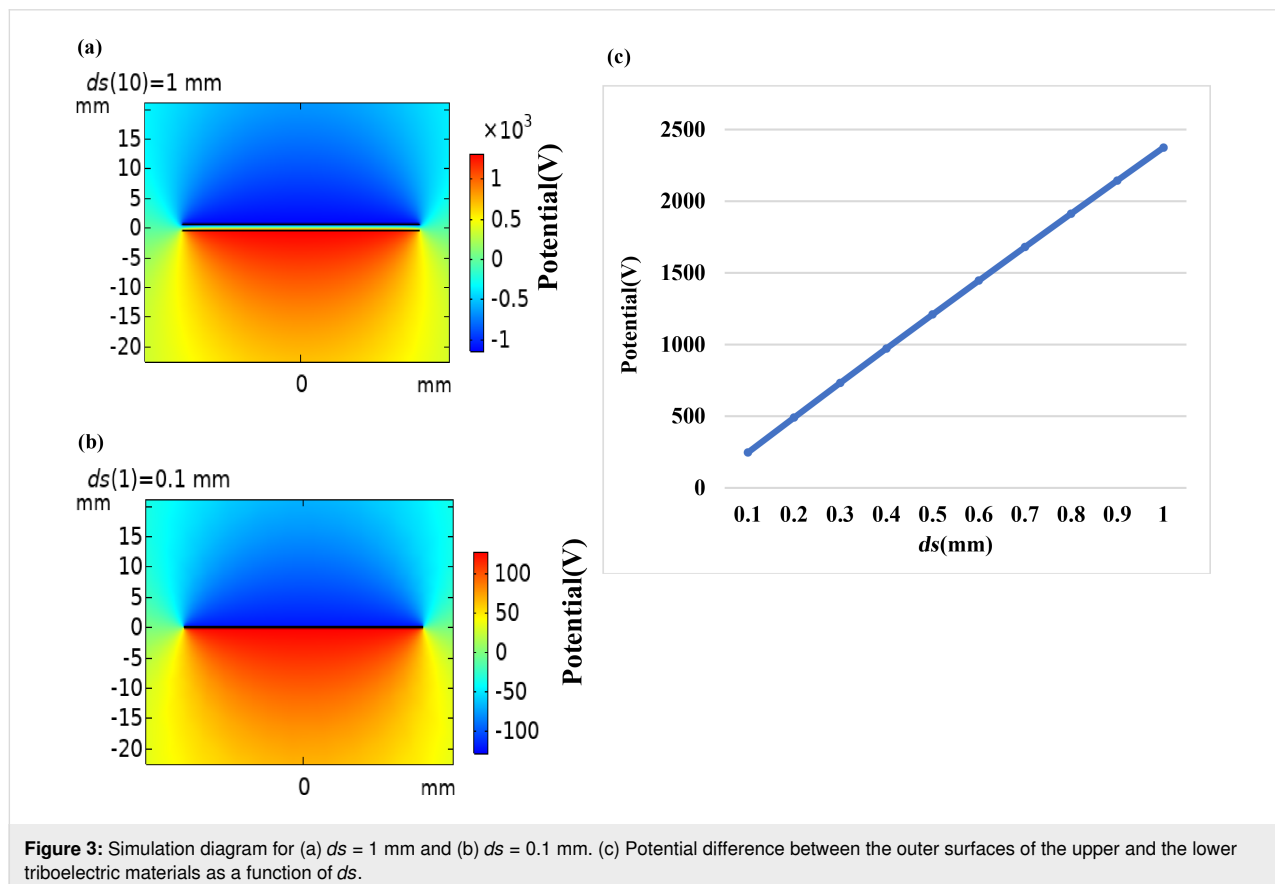 (a)
ds(10)=1 mm
mm
×10³
15
10
5
0
-5
-10
-15
-20
0
mm
1
0.5
0
-0.5
-1
Potential(V)
(b)
ds(1)=0.1 mm
mm
15
10
5
0
-5
-10
-15
-20
0
mm
100
50
0
-50
-100
Potential(V)
(c)
2500
2000
1500
1000
500
0
Potential(V)
0.1 0.2 0.3 0.4 0.5 0.6 0.7 0.8 0.9 1
ds(mm)
Figure 3: Simulation diagram for (a) ds = 1 mm and (b) ds = 0.1 mm. (c) Potential difference between the outer surfaces of the upper and the lower
triboelectric materials as a function of ds.